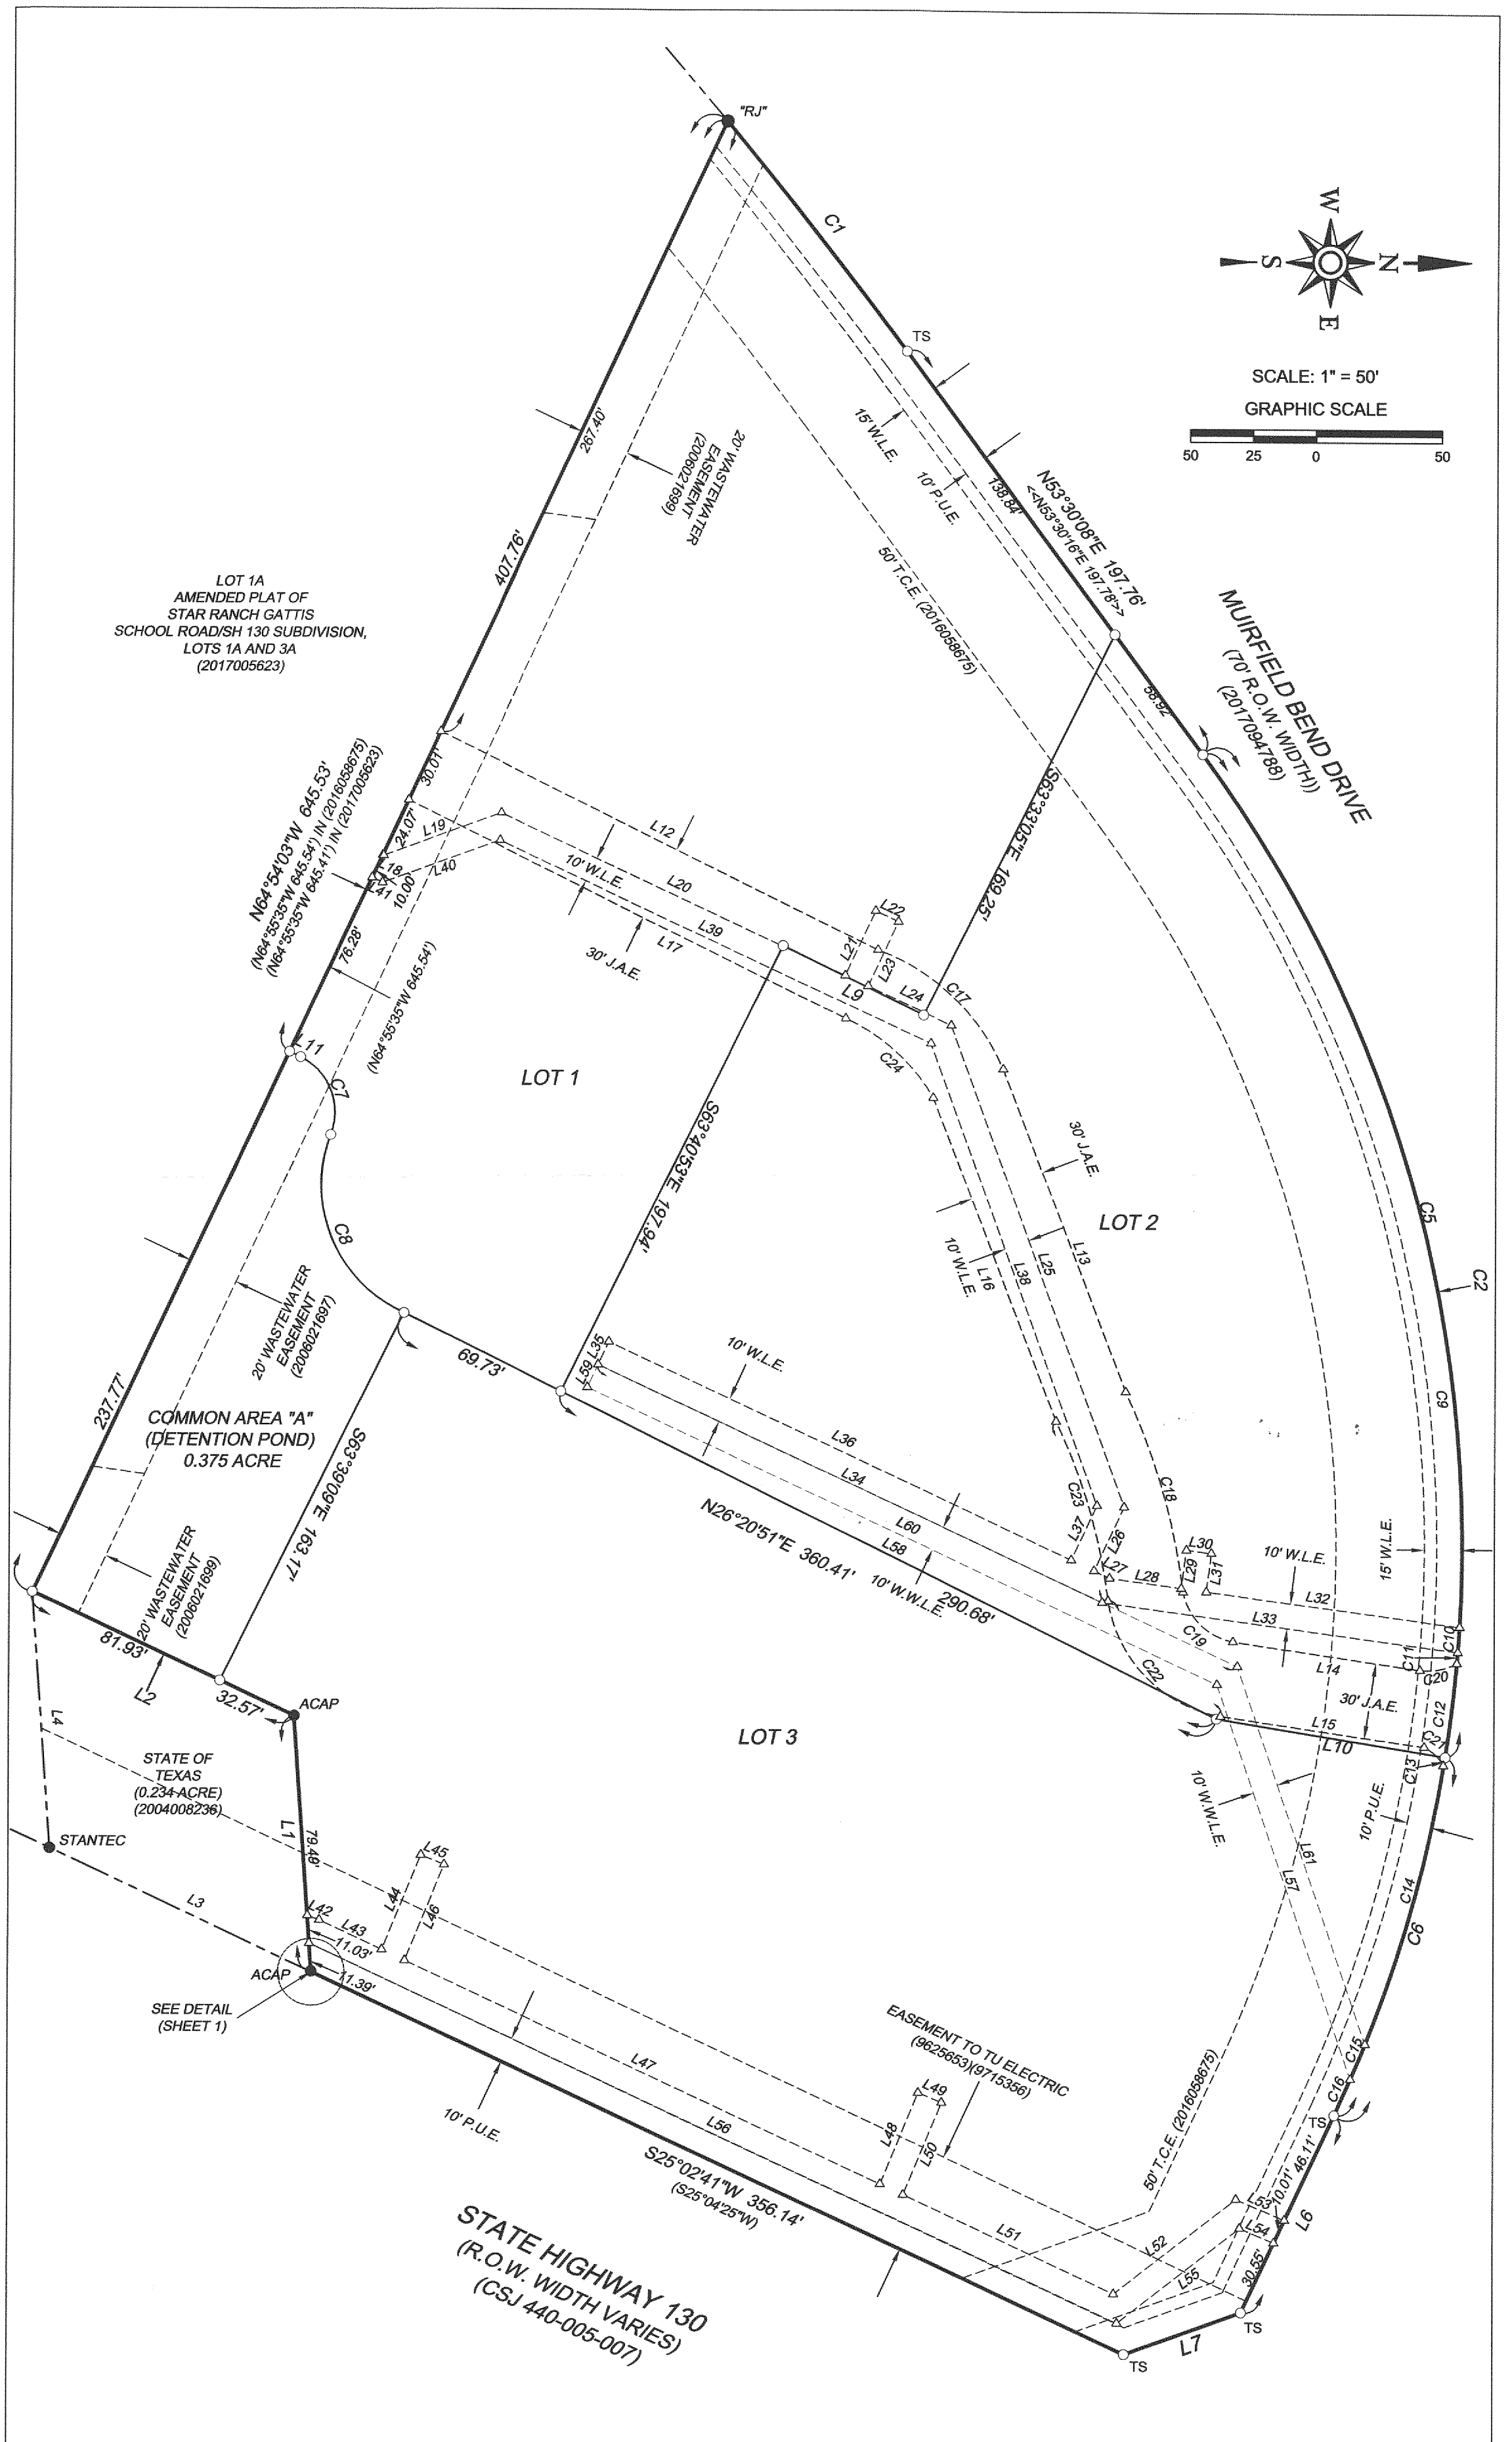 "RJ"
C1
TS
W
N
S
E
SCALE: 1" = 50'
GRAPHIC SCALE
50 25 0 50
15' W.L.E.
10' P.U.E.
138.84'
N53°30'08"E 197.76'
<<N53°30'16"E 197.78'>>
267.40'
20' WASTEWATER
EASEMENT
(2006021699)
407.76'
50' T.C.E. (2016058675)
MUIRFIELD BEND DRIVE
(70' R.O.W. WIDTH))
(2017094788)
58.92'
LOT 1A
AMENDED PLAT OF
STAR RANCH GATTIS
SCHOOL ROAD/SH 130 SUBDIVISION,
LOTS 1A AND 3A
(2017005623)
N64°54'03"W 645.53'
(N64°55'35"W 645.54') IN (2016058675)
(N64°55'35"W 645.41') IN (2017005623)
30.01'
24.07'
L19
L18
L41
10.00'
L40
76.28'
(N64°55'35"W 645.54')
L12
10' W.L.E.
L20
L39
L17
30' J.A.E.
S63°33'05"E 169.25'
L22
L21
L23
L9
L24
C17
C24
L11
C7
C8
LOT 1
S63°40'53"E 197.94'
30' J.A.E.
LOT 2
L13
L25
L38
L16
10' W.L.E.
C5
C2
C9
20' WASTEWATER
EASEMENT
(2006021697)
237.77'
COMMON AREA "A"
(DETENTION POND)
0.375 ACRE
69.73'
S63°39'09"E 163.17'
L35
L59
10' W.L.E.
L36
L34
L60
L58
N26°20'51"E 360.41'
10' W.W.L.E.
290.68'
C23
C18
L37
L26
L27
L28
L29
L30
L31
10' W.L.E.
15' W.L.E.
L32
L33
C19
C22
L14
C10
C11
C20
C12
30' J.A.E.
L15
L10
C21
C13
20' WASTEWATER
EASEMENT
(2006021699)
81.93'
L2
32.57'
ACAP
L4
STATE OF
TEXAS
(0.234 ACRE)
(2004008236)
L1
79.49'
STANTEC
L3
LOT 3
10' W.W.L.E.
10' P.U.E.
L61
L57
C14
C6
L45
L44
L46
L42
L43
11.03'
11.39'
ACAP
SEE DETAIL
(SHEET 1)
L47
L56
10' P.U.E.
EASEMENT TO TU ELECTRIC
(9625653)(9715356)
L49
L48
L50
S25°02'41"W 356.14'
(S25°04'25"W)
STATE HIGHWAY 130
(R.O.W. WIDTH VARIES)
(CSJ 440-005-007)
50' T.C.E. (2016058675)
C15
C16
TS
46.11'
10.01'
L6
L53
L54
L51
L52
L55
30.55'
TS
L7
TS